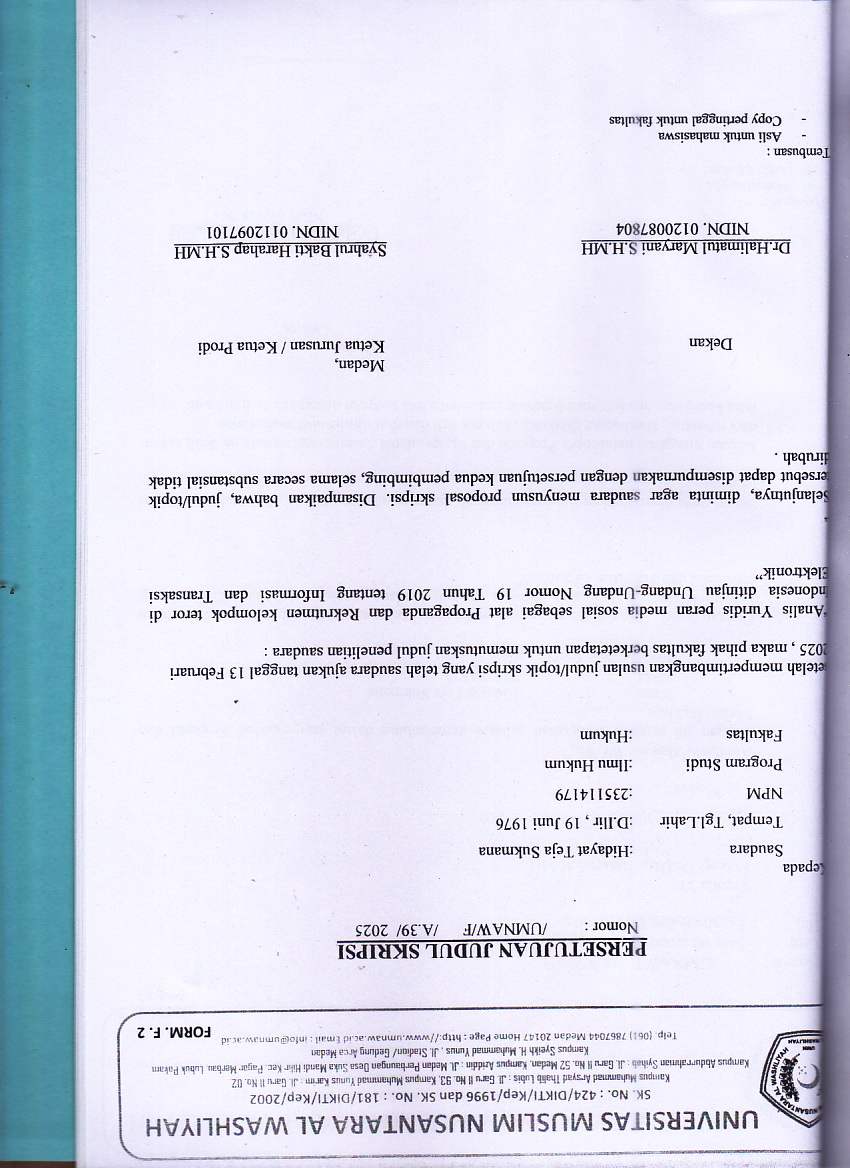 UNIVERSITAS MUSLIM NUSANTARA AL WASHLIYAH
SK. No. : 424/DIKTI/Kep/1996 dan SK. No. : 181/DIKTI/Kep/2002
Kampus Muhammad Arsyad Thalib Lubis : Jl. Garu II No. 93, Kampus Muhammad Yunus Karim : Jl. Garu II No. 02
Kampus Abdurrahman Syihab : Jl. Garu II No. 52 Medan, Kampus Aziddin : Jl. Medan Perbaungan Desa Suka Mandi Hilir Kec. Pagar Merbau Lubuk Pakam
Kampus Syeikh H. Muhammad Yunus , Jl. Stadion/ Gedung Arca Medan
Telp. (061) 7867044 Medan 20147 Home Page : http://www.umnaw.ac.id Email : info@umnaw.ac.id
FORM. F. 2
PERSETUJUAN JUDUL SKRIPSI
Nomor : /UMNAW/F /A.39/ 2025
Kepada
Saudara :Hidayat Teja Sukmana
Tempat, Tgl.Lahir :D.Ilir , 19 Juni 1976
NPM :235114179
Program Studi :Ilmu Hukum
Fakultas :Hukum
setelah mempertimbangkan usulan judul/topik skripsi yang telah saudara ajukan tanggal 13 Februari
2025 , maka pihak fakultas berketetapan untuk memutuskan judul penelitian saudara :
"Analis Yuridis peran media sosial sebagai alat Propaganda dan Rekrutmen kelompok teror di
Indonesia ditinjau Undang-Undang Nomor 19 Tahun 2019 tentang Informasi dan Transaksi
Elektronik"
Selanjutnya, diminta agar saudara menyusun proposal skripsi. Disampaikan bahwa, judul/topik
tersebut dapat disempurnakan dengan persetujuan kedua pembimbing, selama secara substansial tidak
dirubah .
Medan,
Dekan Ketua Jurusan / Ketua Prodi
Dr.Halimatul Maryani S.H.MH Syahrul Bakti Harahap S.H.MH
NIDN. 0120087804 NIDN. 0112097101
Tembusan :
- Asli untuk mahasiswa
- Copy pertinggal untuk fakultas